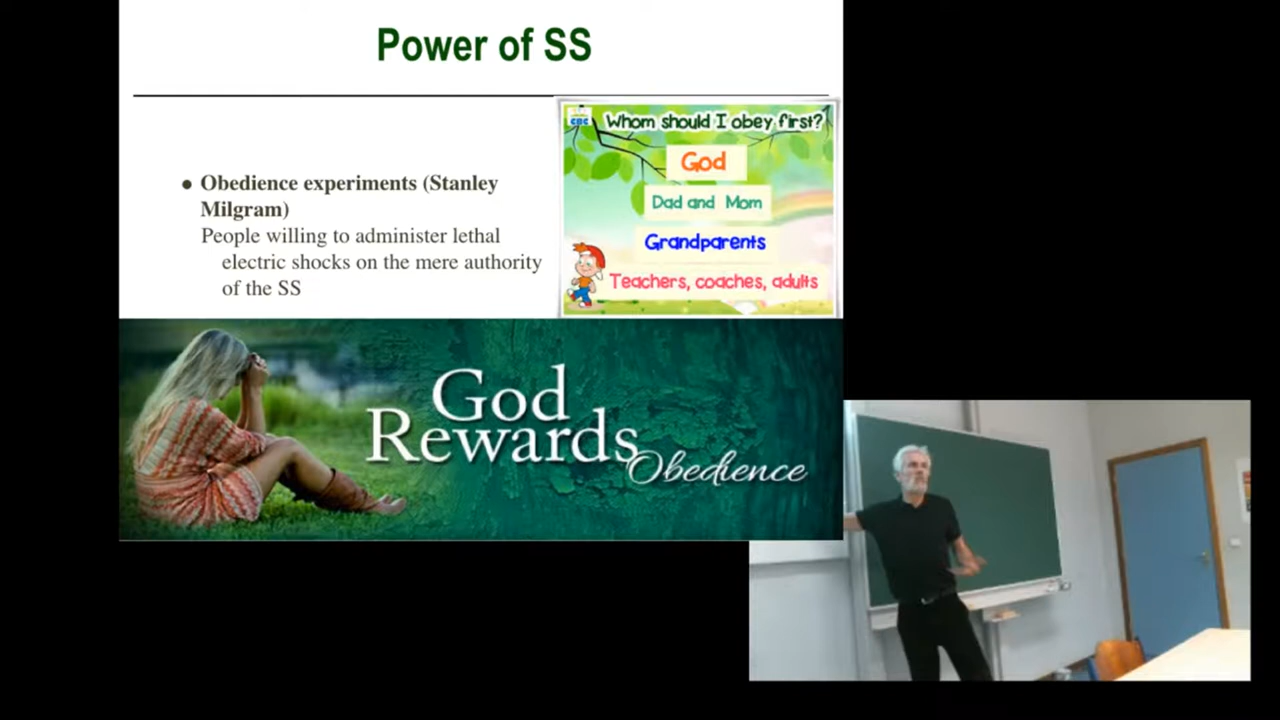 Power of SS
● Obedience experiments (Stanley
Milgram)
People willing to administer lethal
electric shocks on the mere authority
of the SS
CBC
Whom should I obey first?
God
Dad and Mom
Grandparents
Teachers, coaches, adults
God
Rewards
Obedience